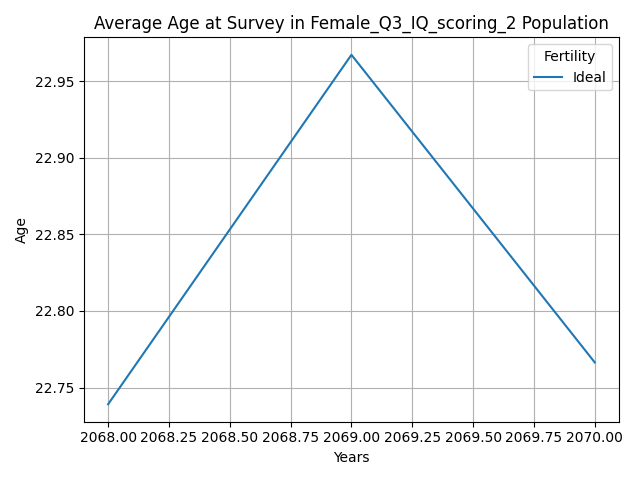 Average Age at Survey in Female_Q3_IQ_scoring_2 Population
Fertility
Ideal
22.95
22.90
22.85
22.80
22.75
Age
2068.00 2068.25 2068.50 2068.75 2069.00 2069.25 2069.50 2069.75 2070.00
Years